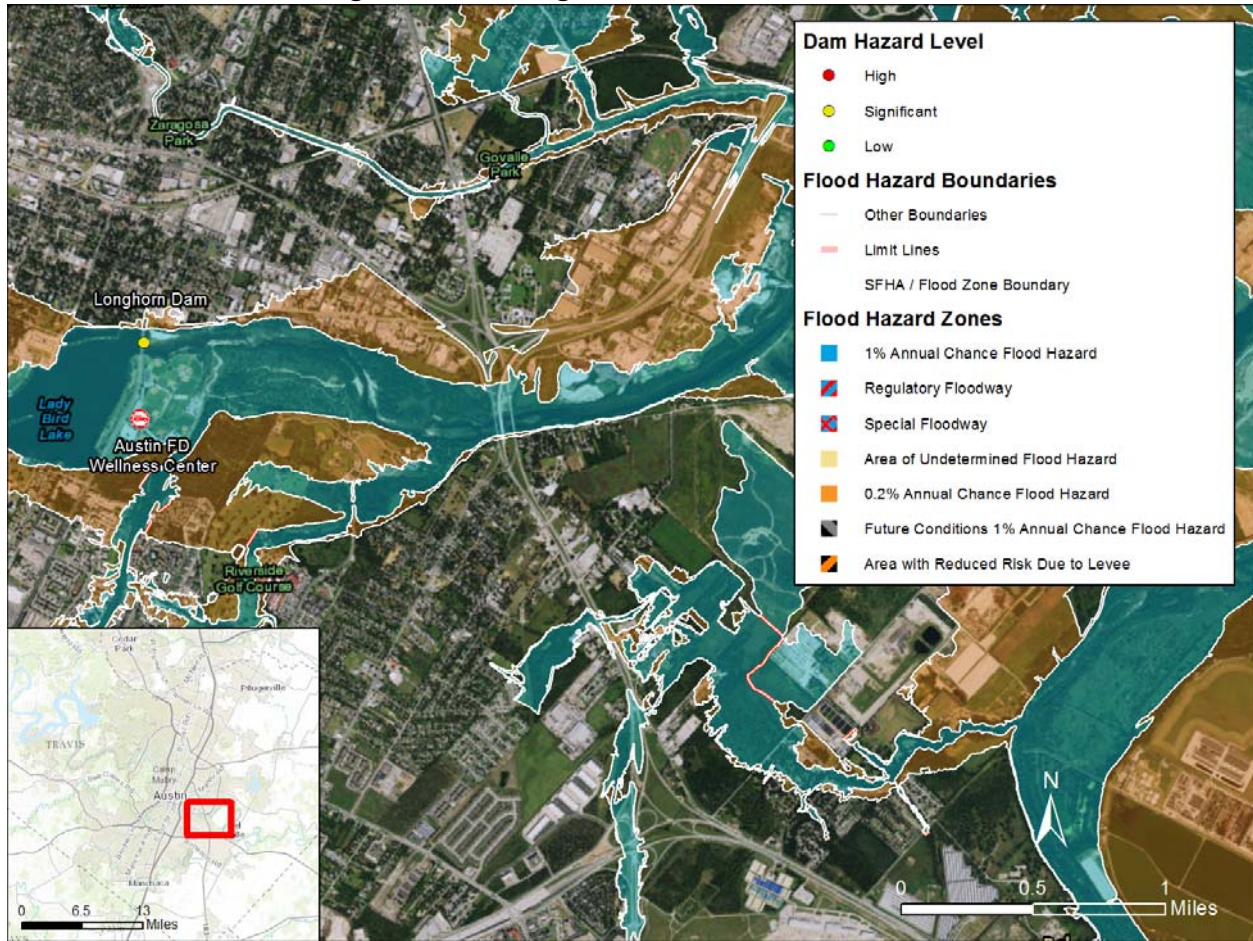 Dam Hazard Level
High
Significant
Low
Flood Hazard Boundaries
Other Boundaries
Limit Lines
SFHA / Flood Zone Boundary
Flood Hazard Zones
1% Annual Chance Flood Hazard
Regulatory Floodway
Special Floodway
Area of Undetermined Flood Hazard
0.2% Annual Chance Flood Hazard
Future Conditions 1% Annual Chance Flood Hazard
Area with Reduced Risk Due to Levee
Zaragosa
Park
Govalle
Park
Longhorn Dam
Lady
Bird
Lake
Austin FD
Wellness Center
Riverside
Golf Course
Cedar
Park
Pflugerville
TRAVIS
Camp
Mabry
Austin
Manchaca
0 6.5 13
Miles
N
0 0.5 1
Miles